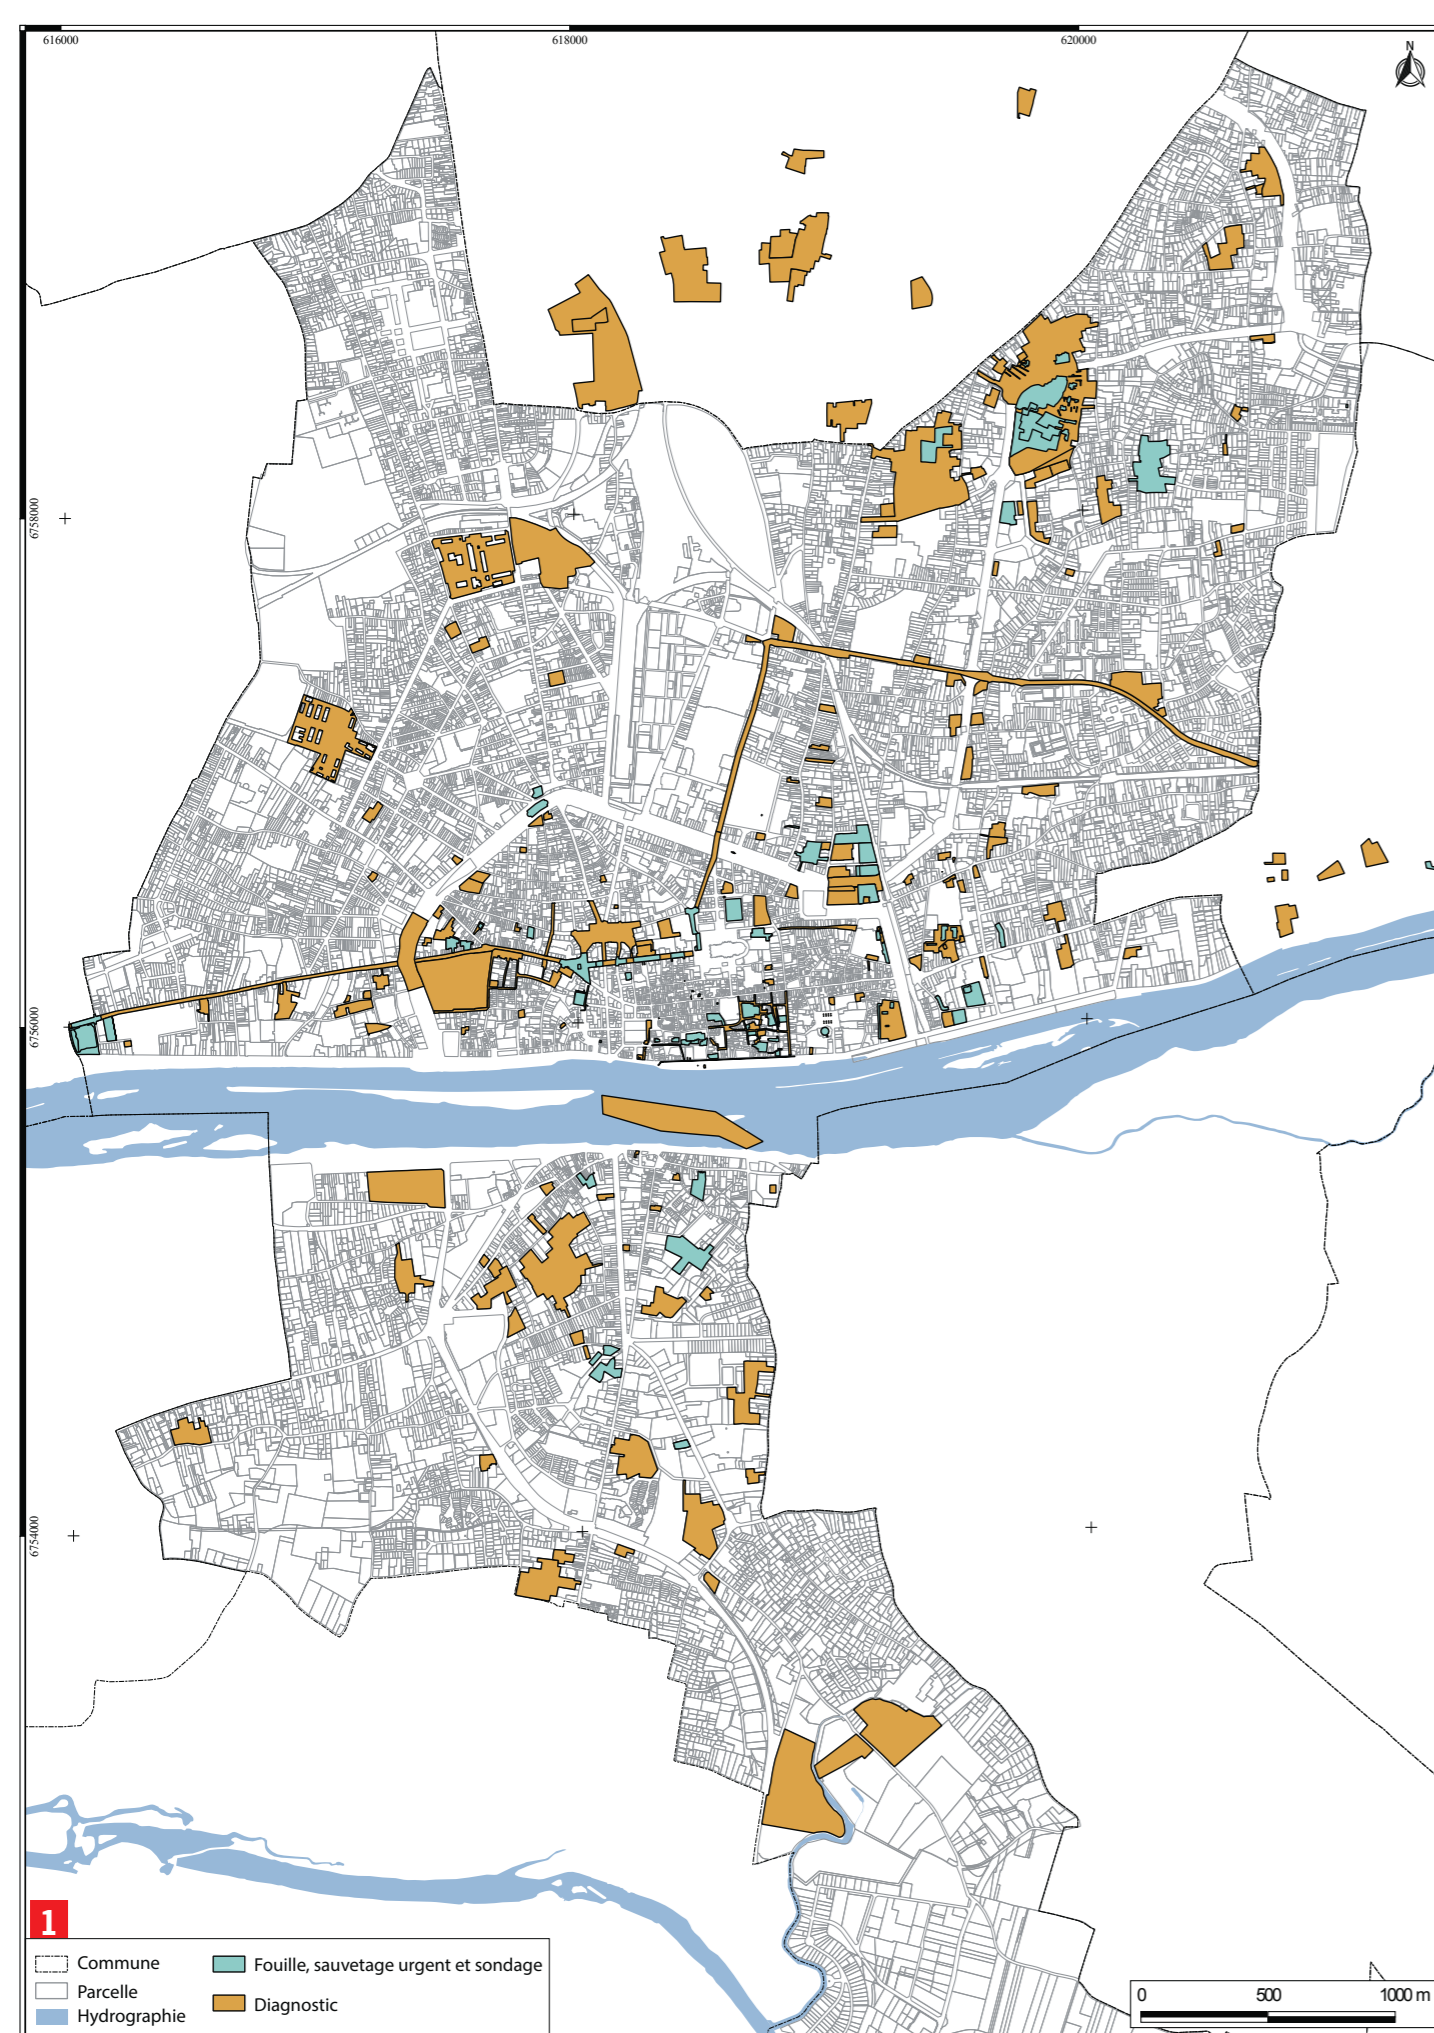 616000
618000
620000
N
6758000
6756000
6754000
1
Commune
Parcelle
Hydrographie
Fouille, sauvetage urgent et sondage
Diagnostic
0 500 1000 m